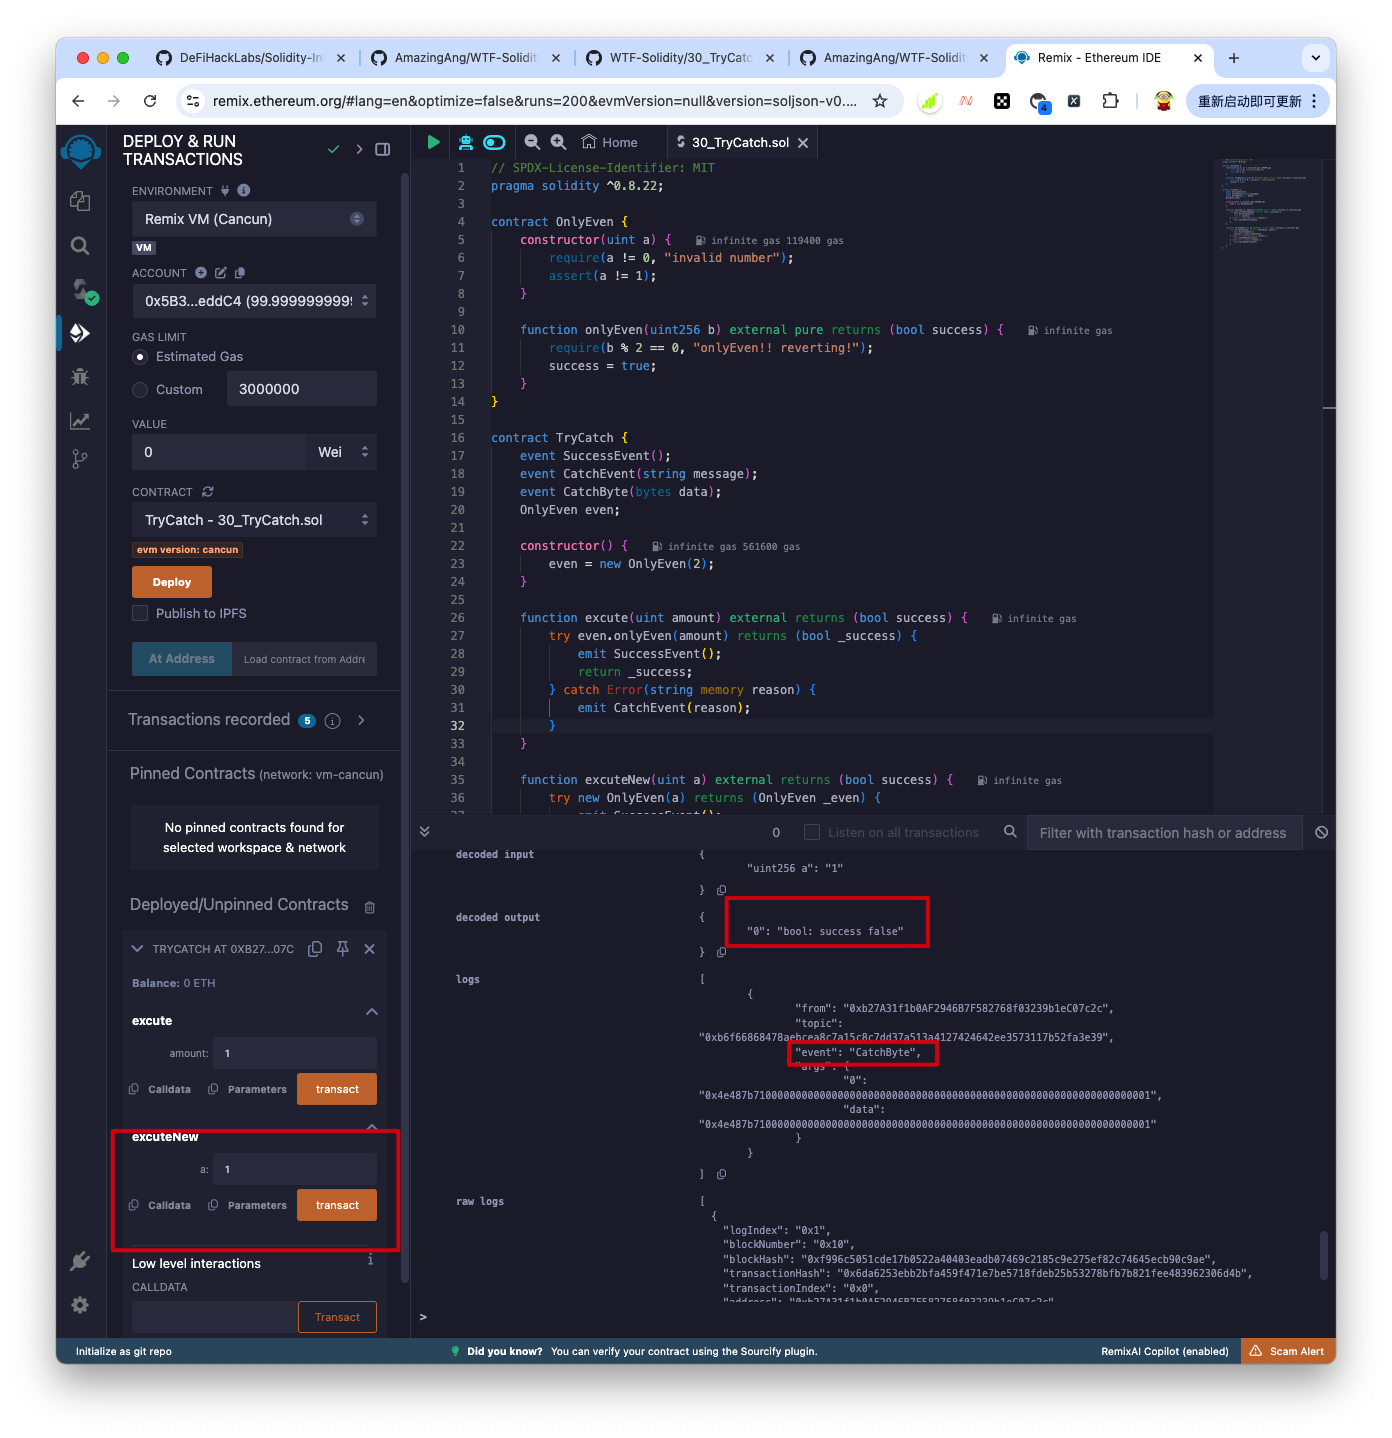 DeFiHackLabs/Solidity-In
AmazingAng/WTF-Solidity
WTF-Solidity/30_TryCatc
AmazingAng/WTF-Solidity
Remix - Ethereum IDE
remix.ethereum.org/#lang=en&optimize=false&runs=200&evmVersion=null&version=soljson-v0....
4
重新启动即可更新
DEPLOY & RUN
TRANSACTIONS
ENVIRONMENT
Remix VM (Cancun)
VM
ACCOUNT
0x5B3...eddC4 (99.9999999999
GAS LIMIT
Estimated Gas
Custom
3000000
VALUE
0
Wei
CONTRACT
TryCatch - 30_TryCatch.sol
evm version: cancun
Deploy
Publish to IPFS
At Address
Load contract from Addre
Transactions recorded 5
Pinned Contracts (network: vm-cancun)
No pinned contracts found for
selected workspace & network
Deployed/Unpinned Contracts
TRYCATCH AT 0XB27...07C
Balance: 0 ETH
excute
amount: 1
Calldata Parameters transact
excuteNew
a: 1
Calldata Parameters transact
Low level interactions
CALLDATA
Transact
Home
30_TryCatch.sol
1 // SPDX-License-Identifier: MIT
2 pragma solidity ^0.8.22;
3
4 contract OnlyEven {
5 constructor(uint a) { infinite gas 119400 gas
6 require(a != 0, "invalid number");
7 assert(a != 1);
8 }
9
10 function onlyEven(uint256 b) external pure returns (bool success) { infinite gas
11 require(b % 2 == 0, "onlyEven!! reverting!");
12 success = true;
13 }
14 }
15
16 contract TryCatch {
17 event SuccessEvent();
18 event CatchEvent(string message);
19 event CatchByte(bytes data);
20 OnlyEven even;
21
22 constructor() { infinite gas 561600 gas
23 even = new OnlyEven(2);
24 }
25
26 function excute(uint amount) external returns (bool success) { infinite gas
27 try even.onlyEven(amount) returns (bool _success) {
28 emit SuccessEvent();
29 return _success;
30 } catch Error(string memory reason) {
31 emit CatchEvent(reason);
32 }
33 }
34
35 function excuteNew(uint a) external returns (bool success) { infinite gas
36 try new OnlyEven(a) returns (OnlyEven _even) {
37 emit SuccessEvent();
0
Listen on all transactions
Filter with transaction hash or address
decoded input {
"uint256 a": "1"
}
decoded output {
"0": "bool: success false"
}
logs [
{
"from": "0xb27A31f1b0AF2946B7F582768f03239b1eC07c2c",
"topic":
"0xb6f66868478aebcea8c7a15c8c7dd37a513a4127424642ee3573117b52fa3e39",
"event": "CatchByte",
"args": {
"0":
"0x4e487b710000000000000000000000000000000000000000000000000000000000000001",
"data":
"0x4e487b710000000000000000000000000000000000000000000000000000000000000001"
}
}
]
raw logs [
{
"logIndex": "0x1",
"blockNumber": "0x10",
"blockHash": "0xf996c5051cde17b0522a40403eadb07469c2185c9e275ef82c74645ecb90c9ae",
"transactionHash": "0x6da6253ebb2bfa459f471e7be5718fdeb25b53278bfb7b821fee483962306d4b",
"transactionIndex": "0x0",
"address": "0xb27A31f1b0AF2946B7F582768f03239b1eC07c2c"
>
Initialize as git repo
Did you know? You can verify your contract using the Sourcify plugin.
RemixAI Copilot (enabled)
Scam Alert